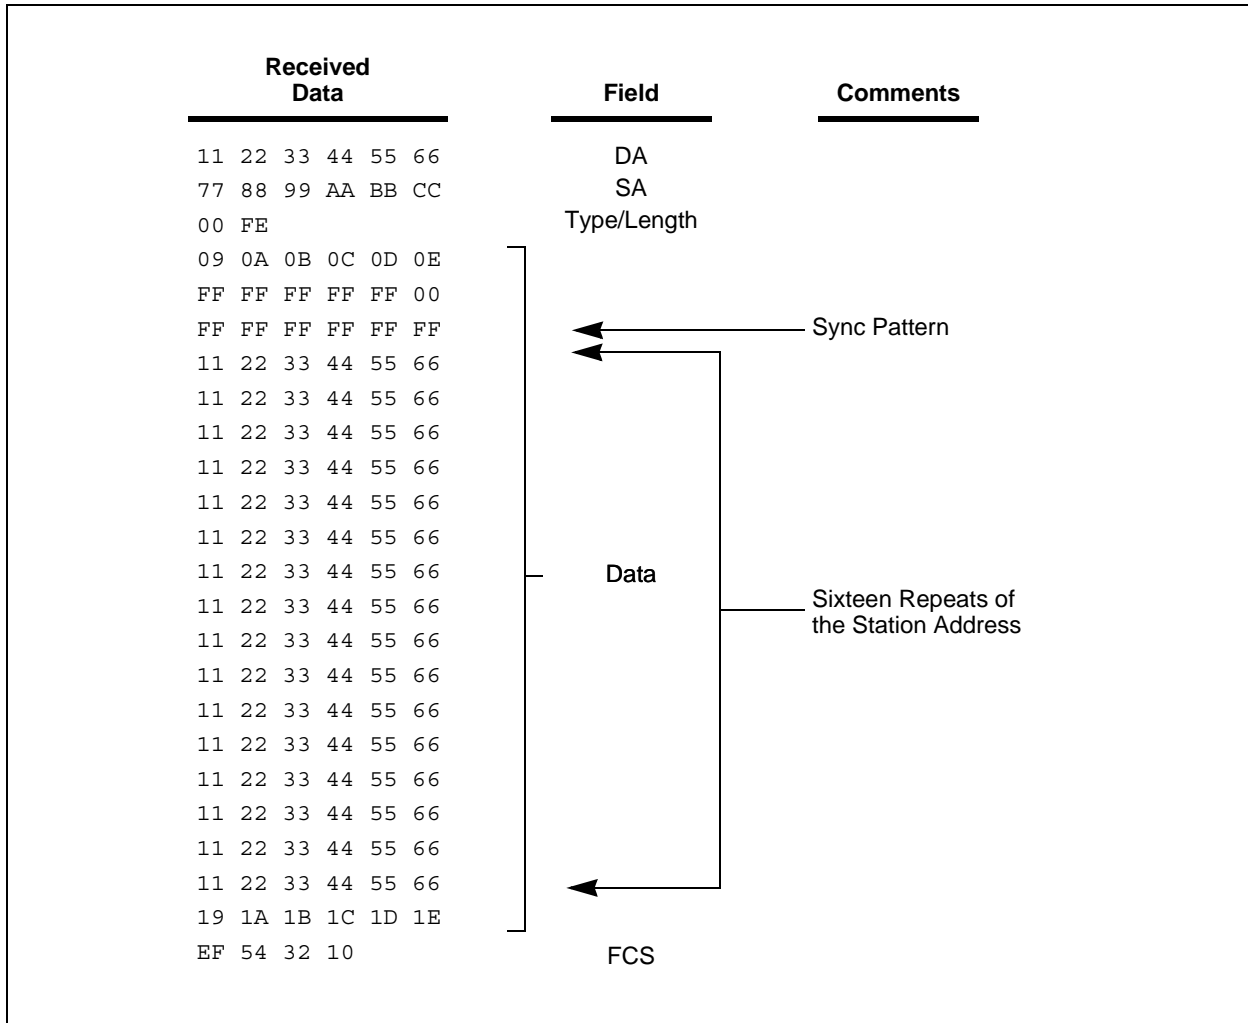 Received
Data
Field
Comments
11 22 33 44 55 66
DA
77 88 99 AA BB CC
SA
00 FE
Type/Length
09 0A 0B 0C 0D 0E
FF FF FF FF FF 00
FF FF FF FF FF FF
Sync Pattern
11 22 33 44 55 66
11 22 33 44 55 66
11 22 33 44 55 66
11 22 33 44 55 66
11 22 33 44 55 66
11 22 33 44 55 66
11 22 33 44 55 66
Data
11 22 33 44 55 66
Sixteen Repeats of
the Station Address
11 22 33 44 55 66
11 22 33 44 55 66
11 22 33 44 55 66
11 22 33 44 55 66
11 22 33 44 55 66
11 22 33 44 55 66
11 22 33 44 55 66
11 22 33 44 55 66
19 1A 1B 1C 1D 1E
EF 54 32 10
FCS